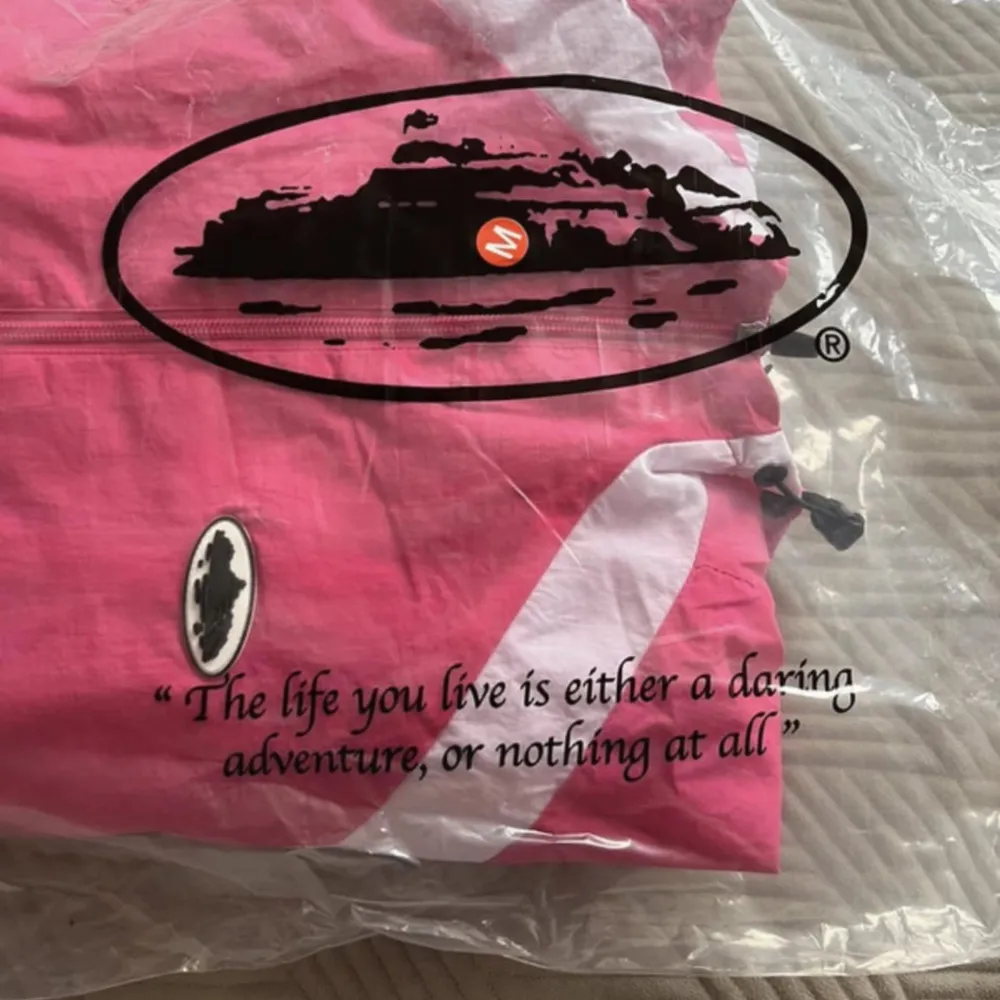 M
®
“ The life you live is either a daring
adventure, or nothing at all ”